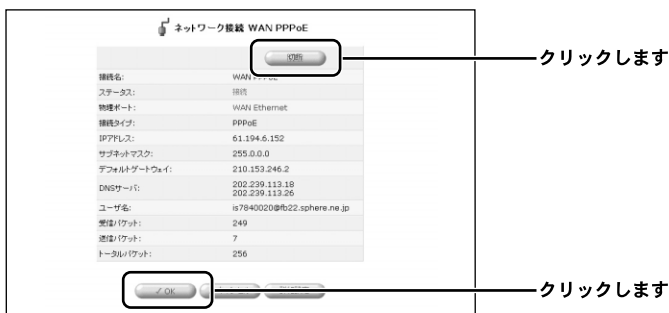 ネットワーク接続 WAN PPPoE
切断
クリックします
接続名: WAN PPPoE
ステータス: 接続
物理ポート: WAN Ethernet
接続タイプ: PPPoE
IPアドレス: 61.194.6.152
サブネットマスク: 255.0.0.0
デフォルトゲートウェイ: 210.153.246.2
DNSサーバ: 202.239.113.18
202.239.113.26
ユーザ名: is7840020@fb22.sphere.ne.jp
受信パケット: 249
送信パケット: 7
トータルパケット: 256
✓ OK
クリックします